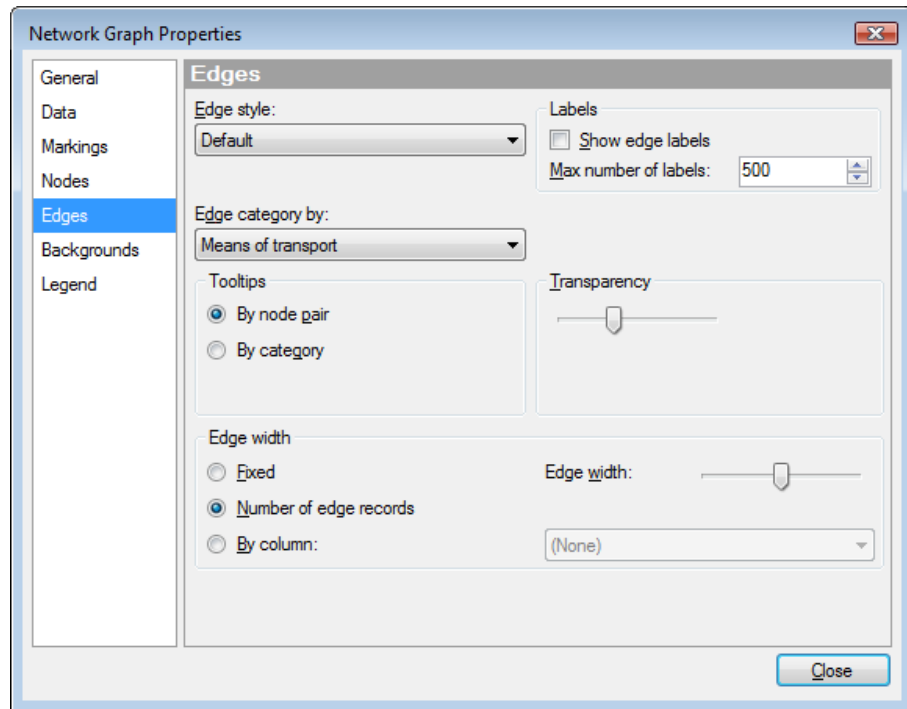 Network Graph Properties
General
Data
Markings
Nodes
Edges
Backgrounds
Legend
Edges
Edge style:
Default
Labels
Show edge labels
Max number of labels: 500
Edge category by:
Means of transport
Tooltips
By node pair
By category
Transparency
Edge width
Fixed
Edge width:
Number of edge records
By column:
(None)
Close